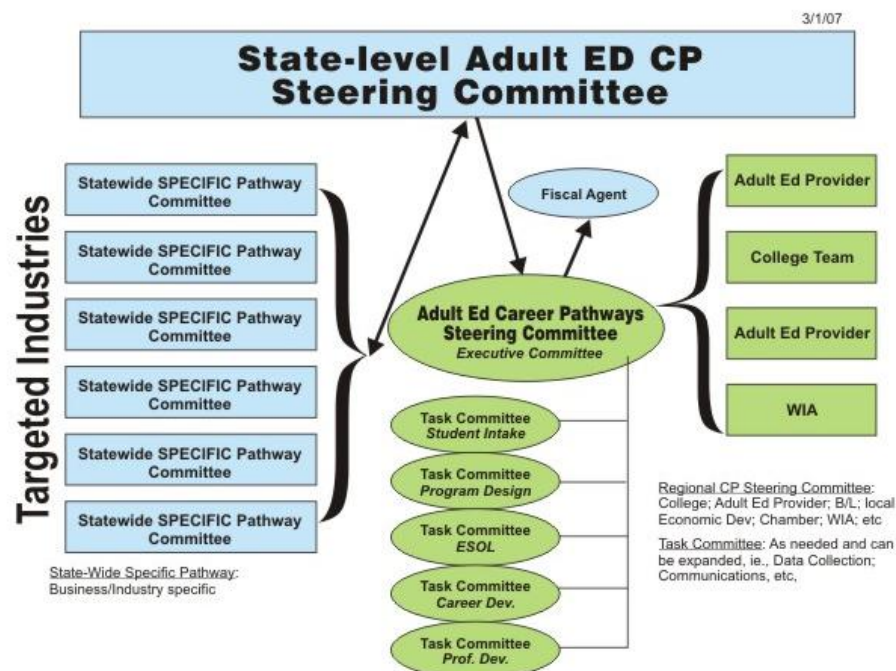 3/1/07
State-level Adult ED CP
Steering Committee
Targeted Industries
Statewide SPECIFIC Pathway
Committee
Statewide SPECIFIC Pathway
Committee
Statewide SPECIFIC Pathway
Committee
Statewide SPECIFIC Pathway
Committee
Statewide SPECIFIC Pathway
Committee
Statewide SPECIFIC Pathway
Committee
State-Wide Specific Pathway:
Business/Industry specific
Fiscal Agent
Adult Ed Career Pathways
Steering Committee
Executive Committee
Task Committee
Student Intake
Task Committee
Program Design
Task Committee
ESOL
Task Committee
Career Dev.
Task Committee
Prof. Dev.
Adult Ed Provider
College Team
Adult Ed Provider
WIA
Regional CP Steering Committee:
College; Adult Ed Provider; B/L; local
Economic Dev; Chamber; WIA; etc
Task Committee: As needed and can
be expanded, ie., Data Collection;
Communications, etc,